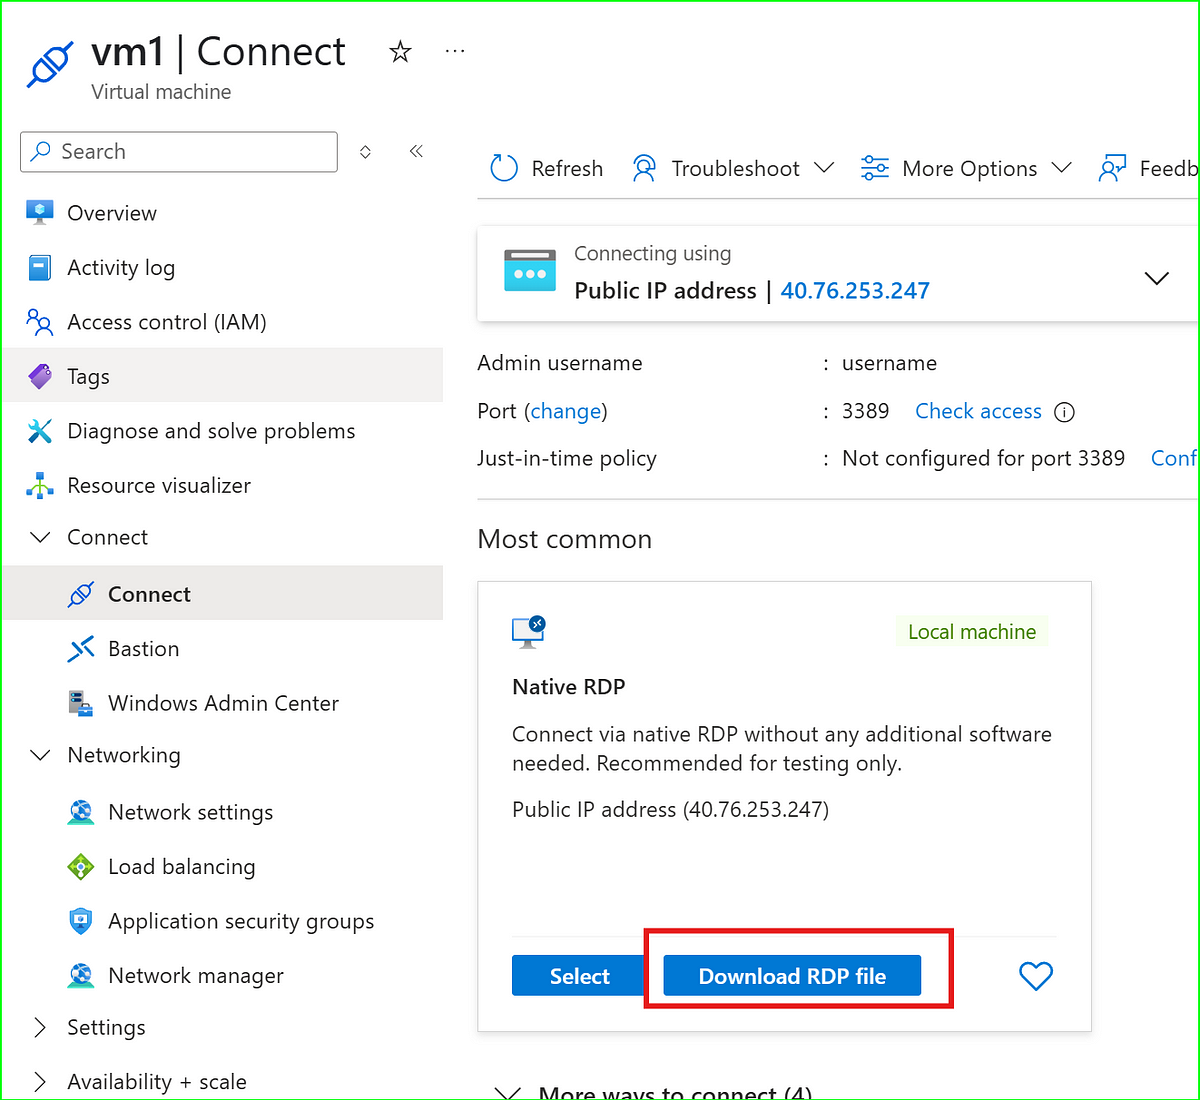 vm1 | Connect
Virtual machine
Search
Overview
Activity log
Access control (IAM)
Tags
Diagnose and solve problems
Resource visualizer
Connect
Connect
Bastion
Windows Admin Center
Networking
Network settings
Load balancing
Application security groups
Network manager
Settings
Availability + scale
Refresh Troubleshoot More Options Feedb
Connecting using
Public IP address | 40.76.253.247
Admin username : username
Port (change) : 3389 Check access
Just-in-time policy : Not configured for port 3389 Conf
Most common
Local machine
Native RDP
Connect via native RDP without any additional software
needed. Recommended for testing only.
Public IP address (40.76.253.247)
Select Download RDP file
More ways to connect (4)